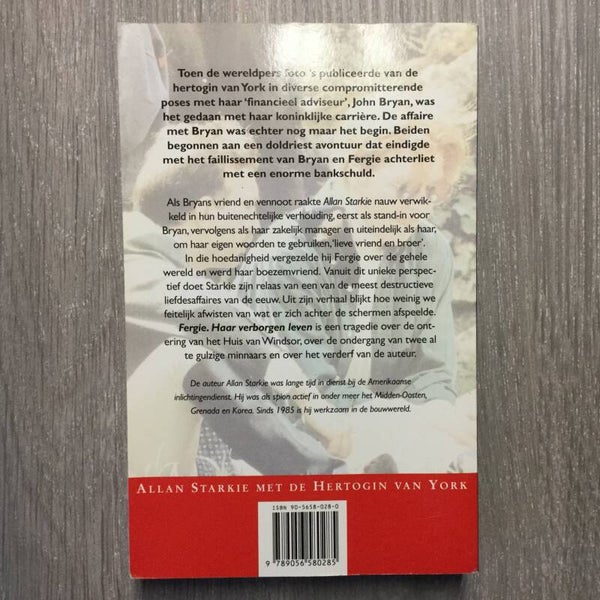 Toen de wereldpers foto 's publiceerde van de
hertogin van York in diverse compromitterende
poses met haar 'financieel adviseur', John Bryan, was
het gedaan met haar koninklijke carrière. De affaire
met Bryan was echter nog maar het begin. Beiden
begonnen aan een doldriest avontuur dat eindigde
met het faillissement van Bryan en Fergie achterliet
met een enorme bankschuld.
Als Bryans vriend en vennoot raakte Allan Starkie nauw verwik-
keld in hun buitenechtelijke verhouding, eerst als stand-in voor
Bryan, vervolgens als haar zakelijk manager en uiteindelijk als haar,
om haar eigen woorden te gebruiken, 'lieve vriend en broer'.
In die hoedanigheid vergezelde hij Fergie over de gehele
wereld en werd haar boezemvriend. Vanuit dit unieke perspec-
tief doet Starkie zijn relaas van een van de meest destructieve
liefdesaffaires van de eeuw. Uit zijn verhaal blijkt hoe weinig we
feitelijk afwisten van wat er zich achter de schermen afspeelde.
Fergie. Haar verborgen leven is een tragedie over de ont-
ering van het Huis van Windsor, over de ondergang van twee al
te gulzige minnaars en over het verderf van de auteur.
De auteur Allan Starkie was lange tijd in dienst bij de Amerikaanse
inlichtingendienst. Hij was als spion actief in onder meer het Midden-Oosten,
Grenada en Korea. Sinds 1985 is hij werkzaam in de bouwwereld.
ALLAN STARKIE MET DE HERTOGIN VAN YORK
ISBN 90-5658-028-0
9 789056 580285